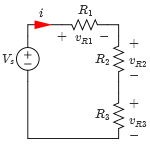 i
R1
+ vR1 −
Vs
+
−
R2
+
vR2
−
R3
+
vR3
−